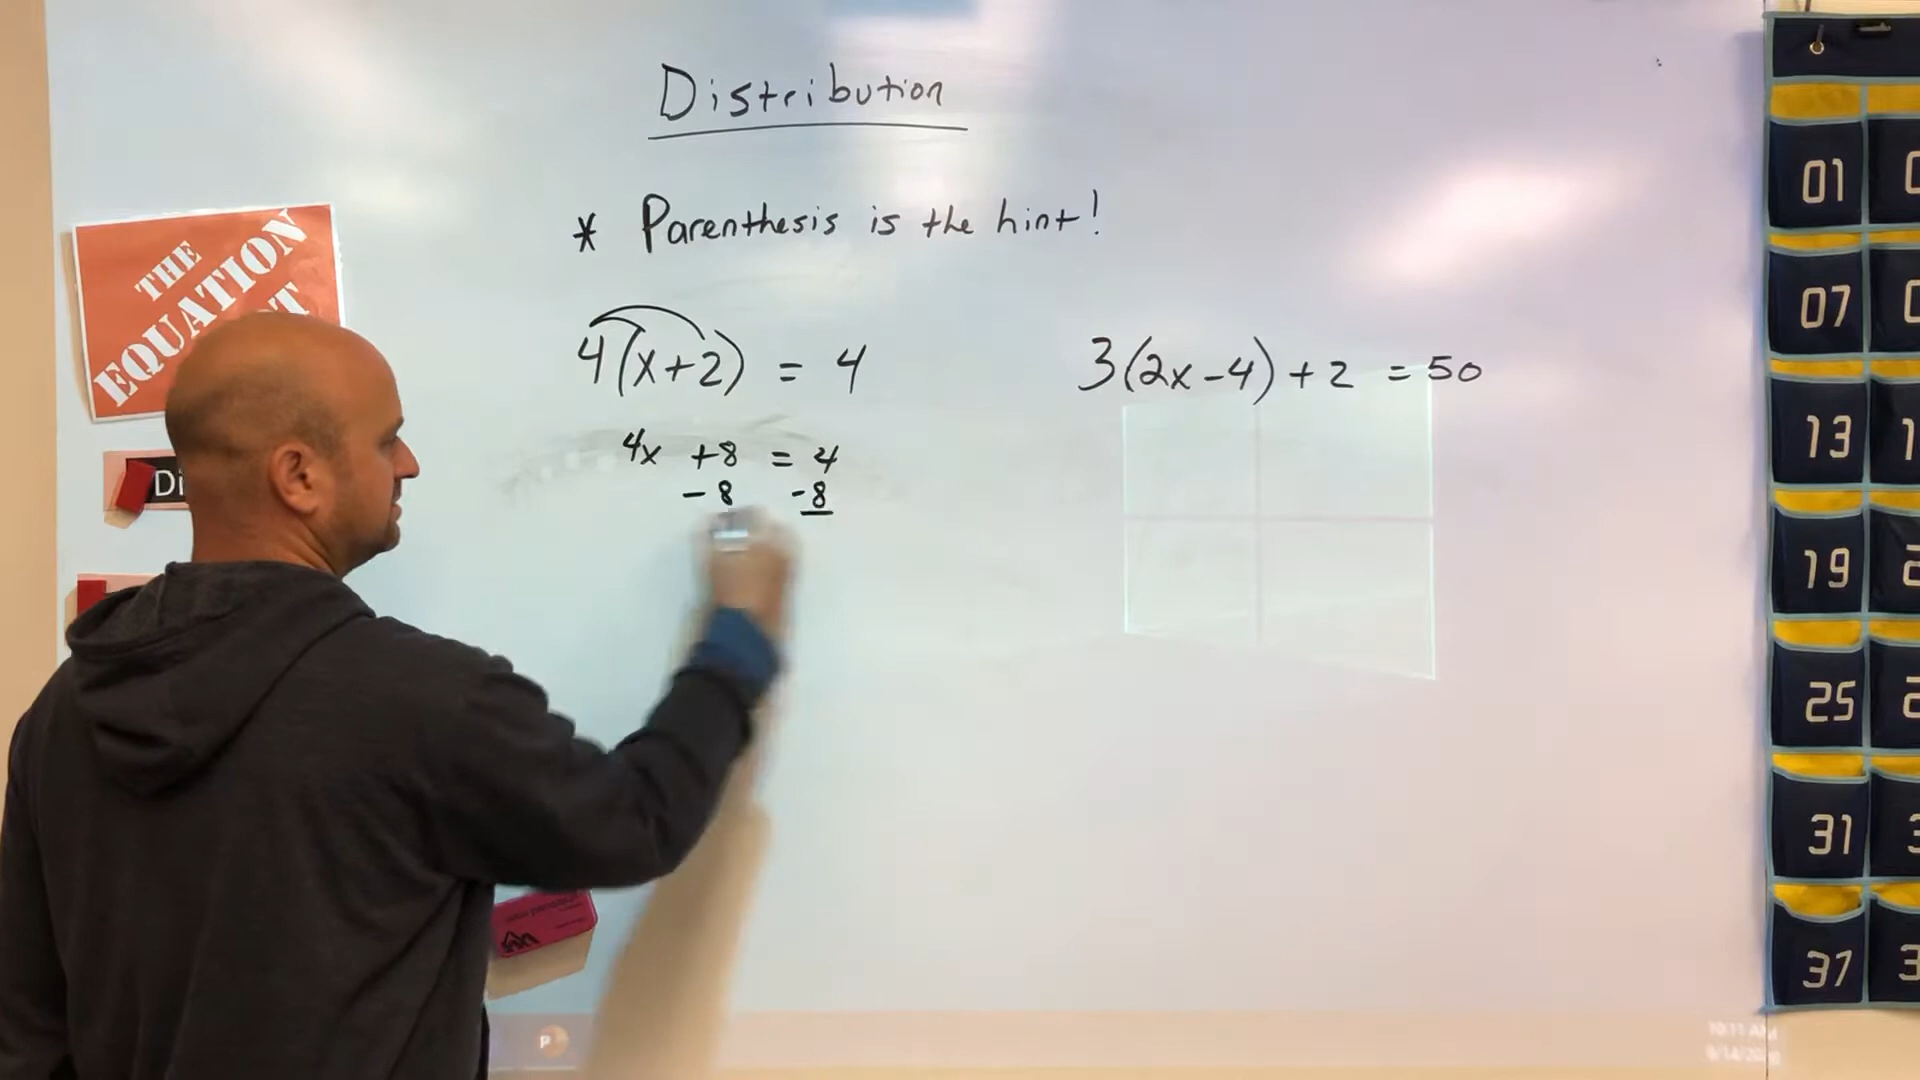 Distribution
* Parenthesis is the hint!
THE
EQUATION
4(x+2) = 4
3(2x-4)+2 = 50
4x +8 = 4
-8 -8
Di
P
01
07
13
19
25
31
37